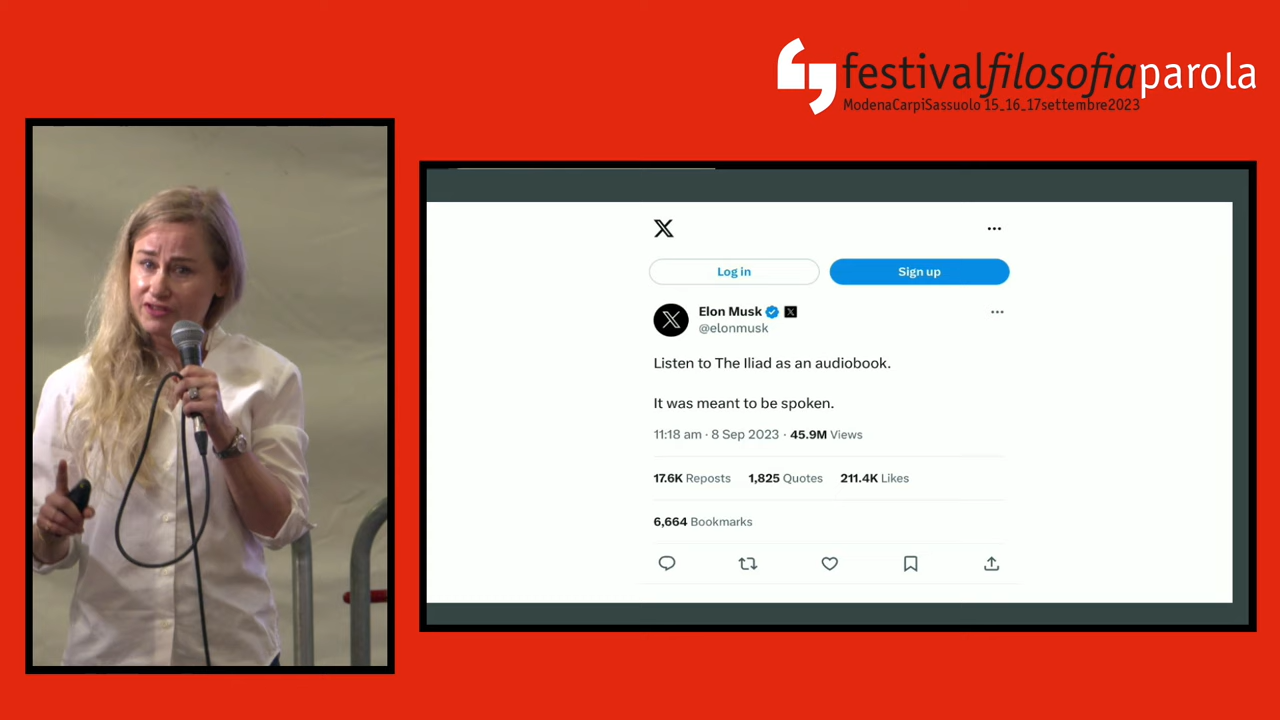 festivalfilosofiaparola
ModenaCarpiSassuolo 15_16_17settembre2023
X
Log in
Sign up
Elon Musk
@elonmusk
Listen to The Iliad as an audiobook.
It was meant to be spoken.
11:18 am · 8 Sep 2023 · 45.9M Views
17.6K Reposts 1,825 Quotes 211.4K Likes
6,664 Bookmarks